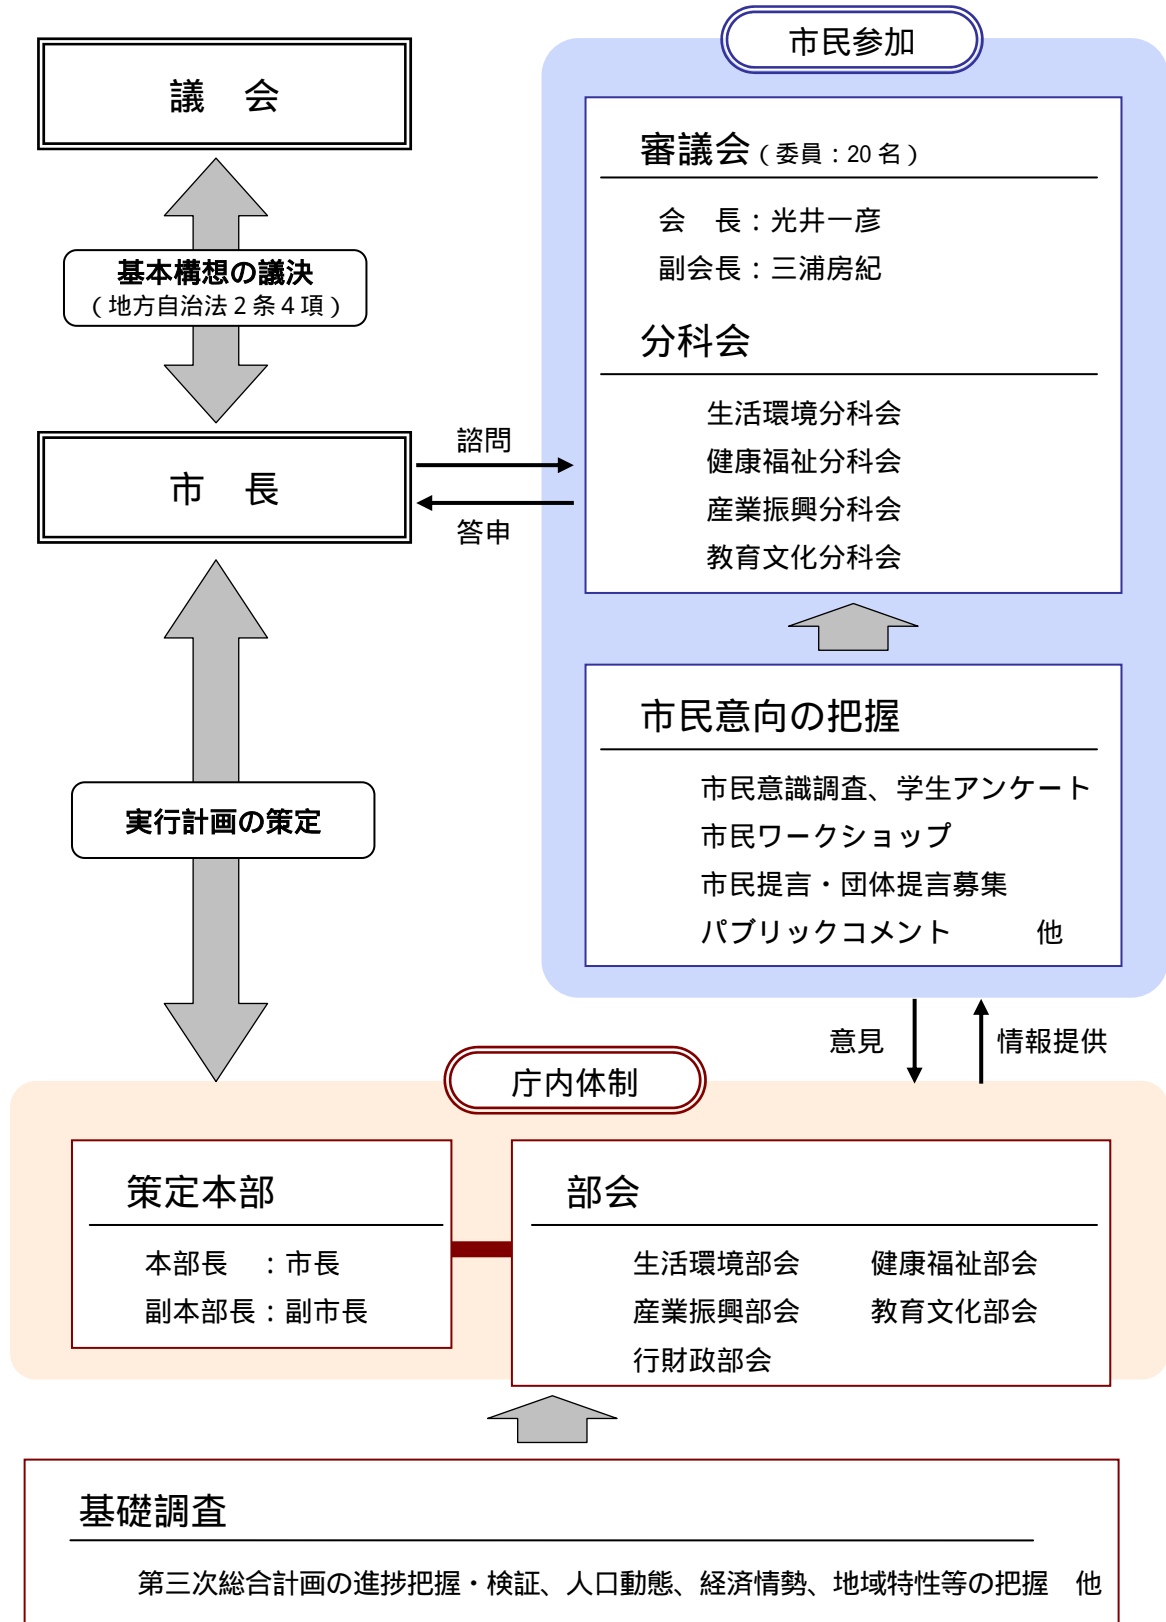 市民参加
議　会
審議会（委員：20名）
会　長：光井一彦
副会長：三浦房紀
基本構想の議決
（地方自治法２条４項）
分科会
生活環境分科会
健康福祉分科会
産業振興分科会
教育文化分科会
市　長
諮問
答申
市民意向の把握
市民意識調査、学生アンケート
市民ワークショップ
市民提言・団体提言募集
パブリックコメント　　　他
実行計画の策定
意見
情報提供
庁内体制
策定本部
本部長　：市長
副本部長：副市長
部会
生活環境部会　　健康福祉部会
産業振興部会　　教育文化部会
行財政部会
基礎調査
第三次総合計画の進捗把握・検証、人口動態、経済情勢、地域特性等の把握　他